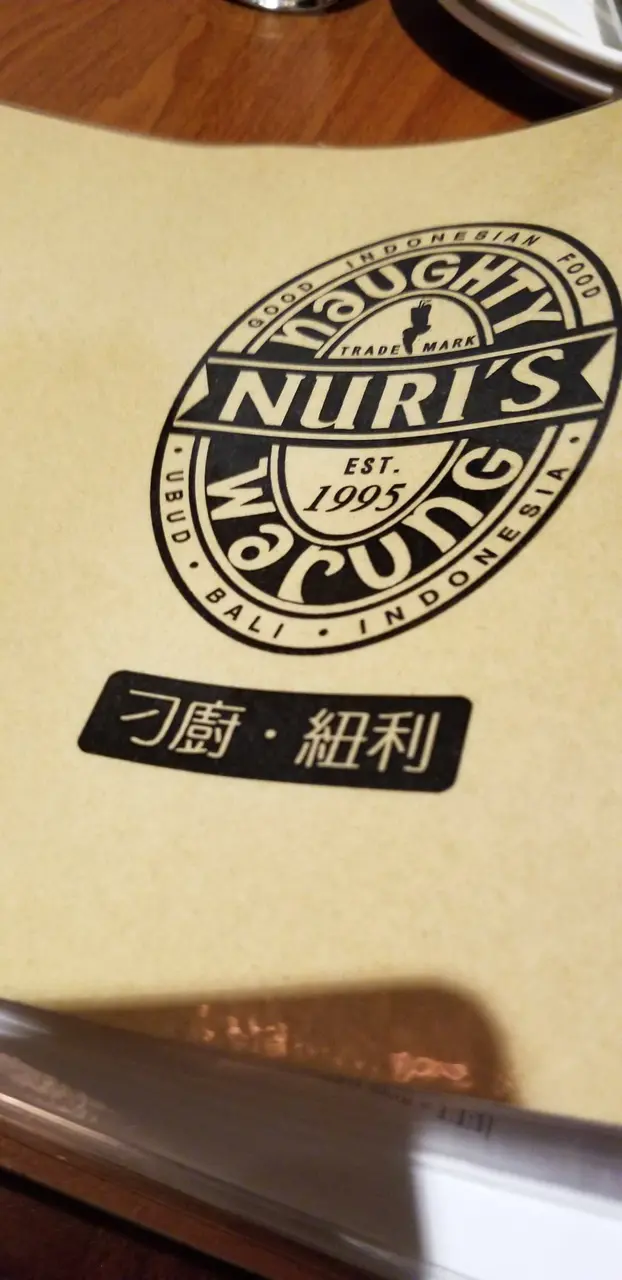 GOOD INDONESIAN FOOD
NAUGHTY
TRADE MARK
NURI'S
EST.
1995
WARUNG
• UBUD • BALI • INDONESIA •
刁廚・紐利